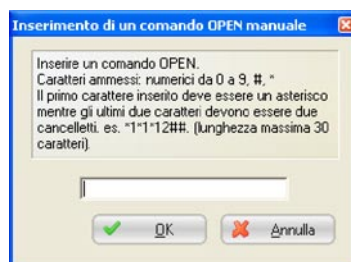 Inserimento di un comando OPEN manuale
Inserire un comando OPEN.
Caratteri ammessi: numerici da 0 a 9, #, *
Il primo carattere inserito deve essere un asterisco
mentre gli ultimi due caratteri devono essere due
cancelletti. es. *1*1*12##. (lunghezza massima 30
caratteri).
OK
Annulla